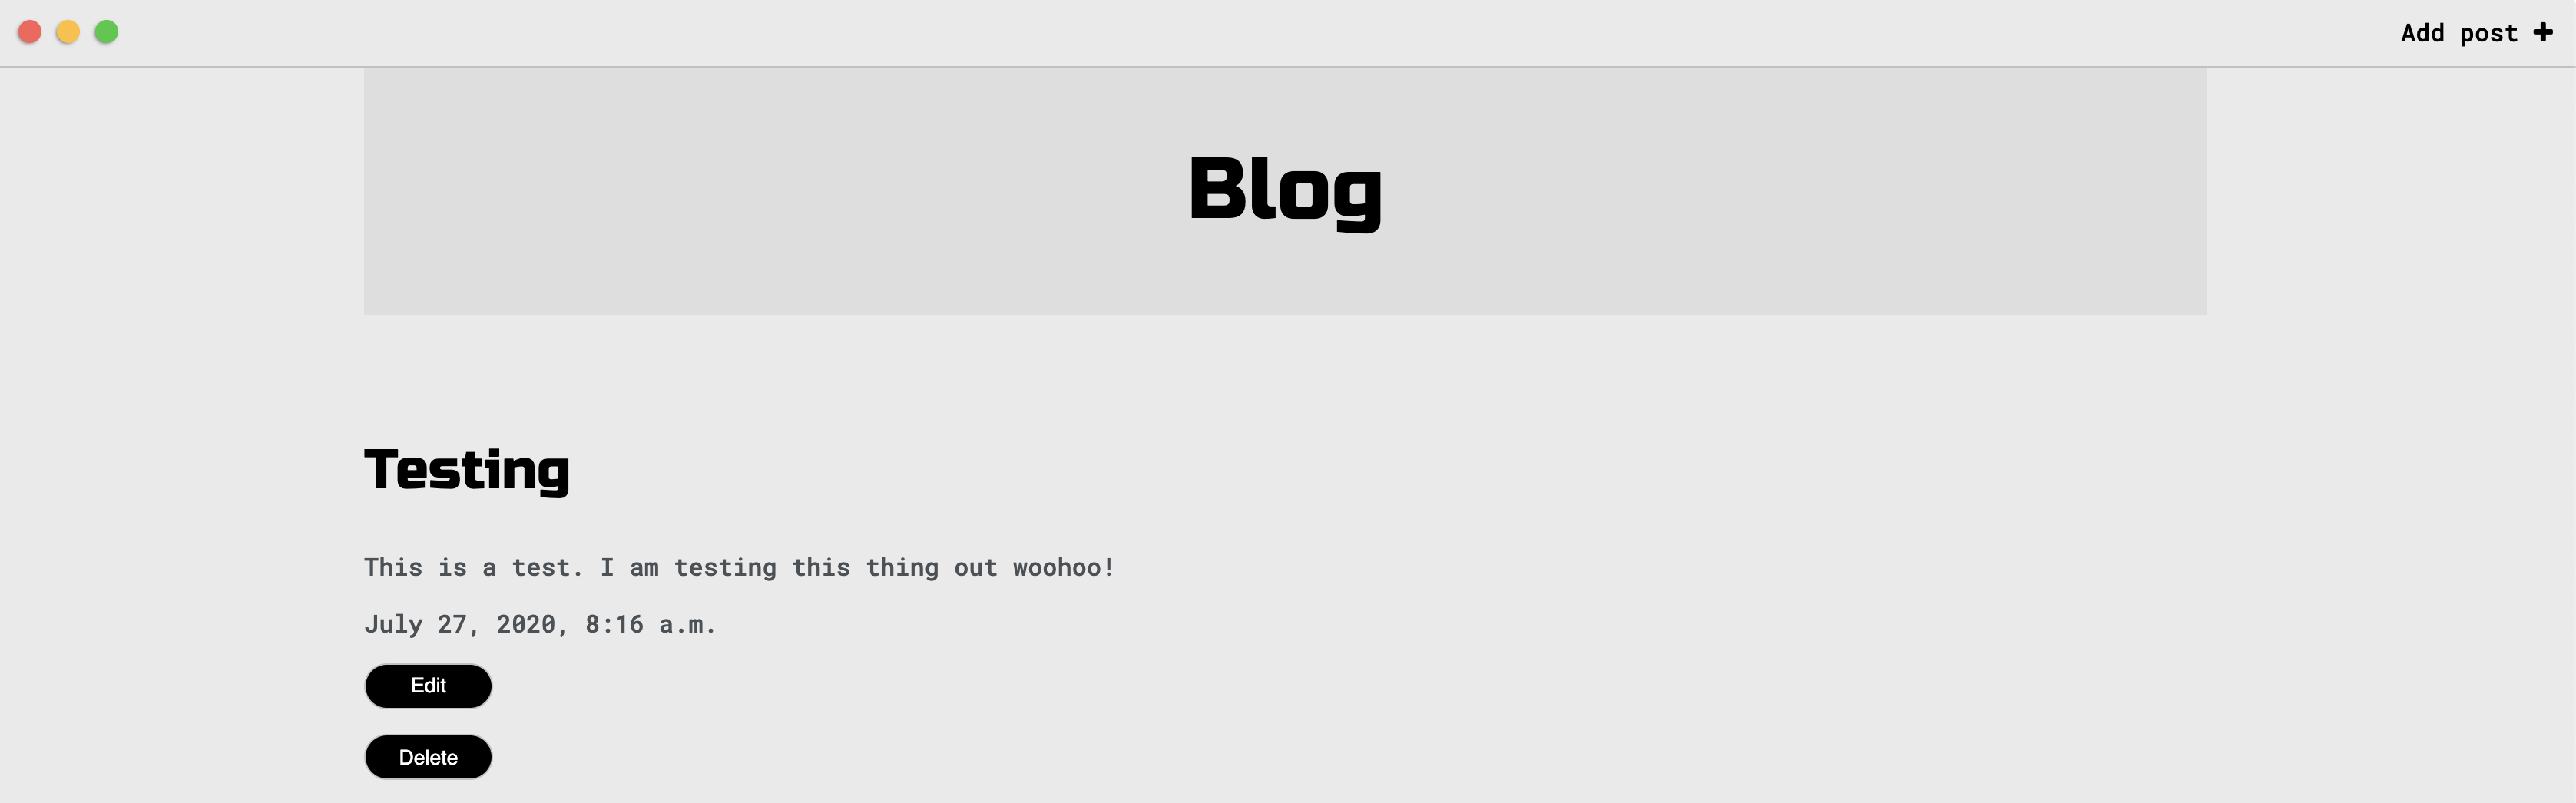 Add post +
Blog
Testing
This is a test. I am testing this thing out woohoo!
July 27, 2020, 8:16 a.m.
Edit
Delete